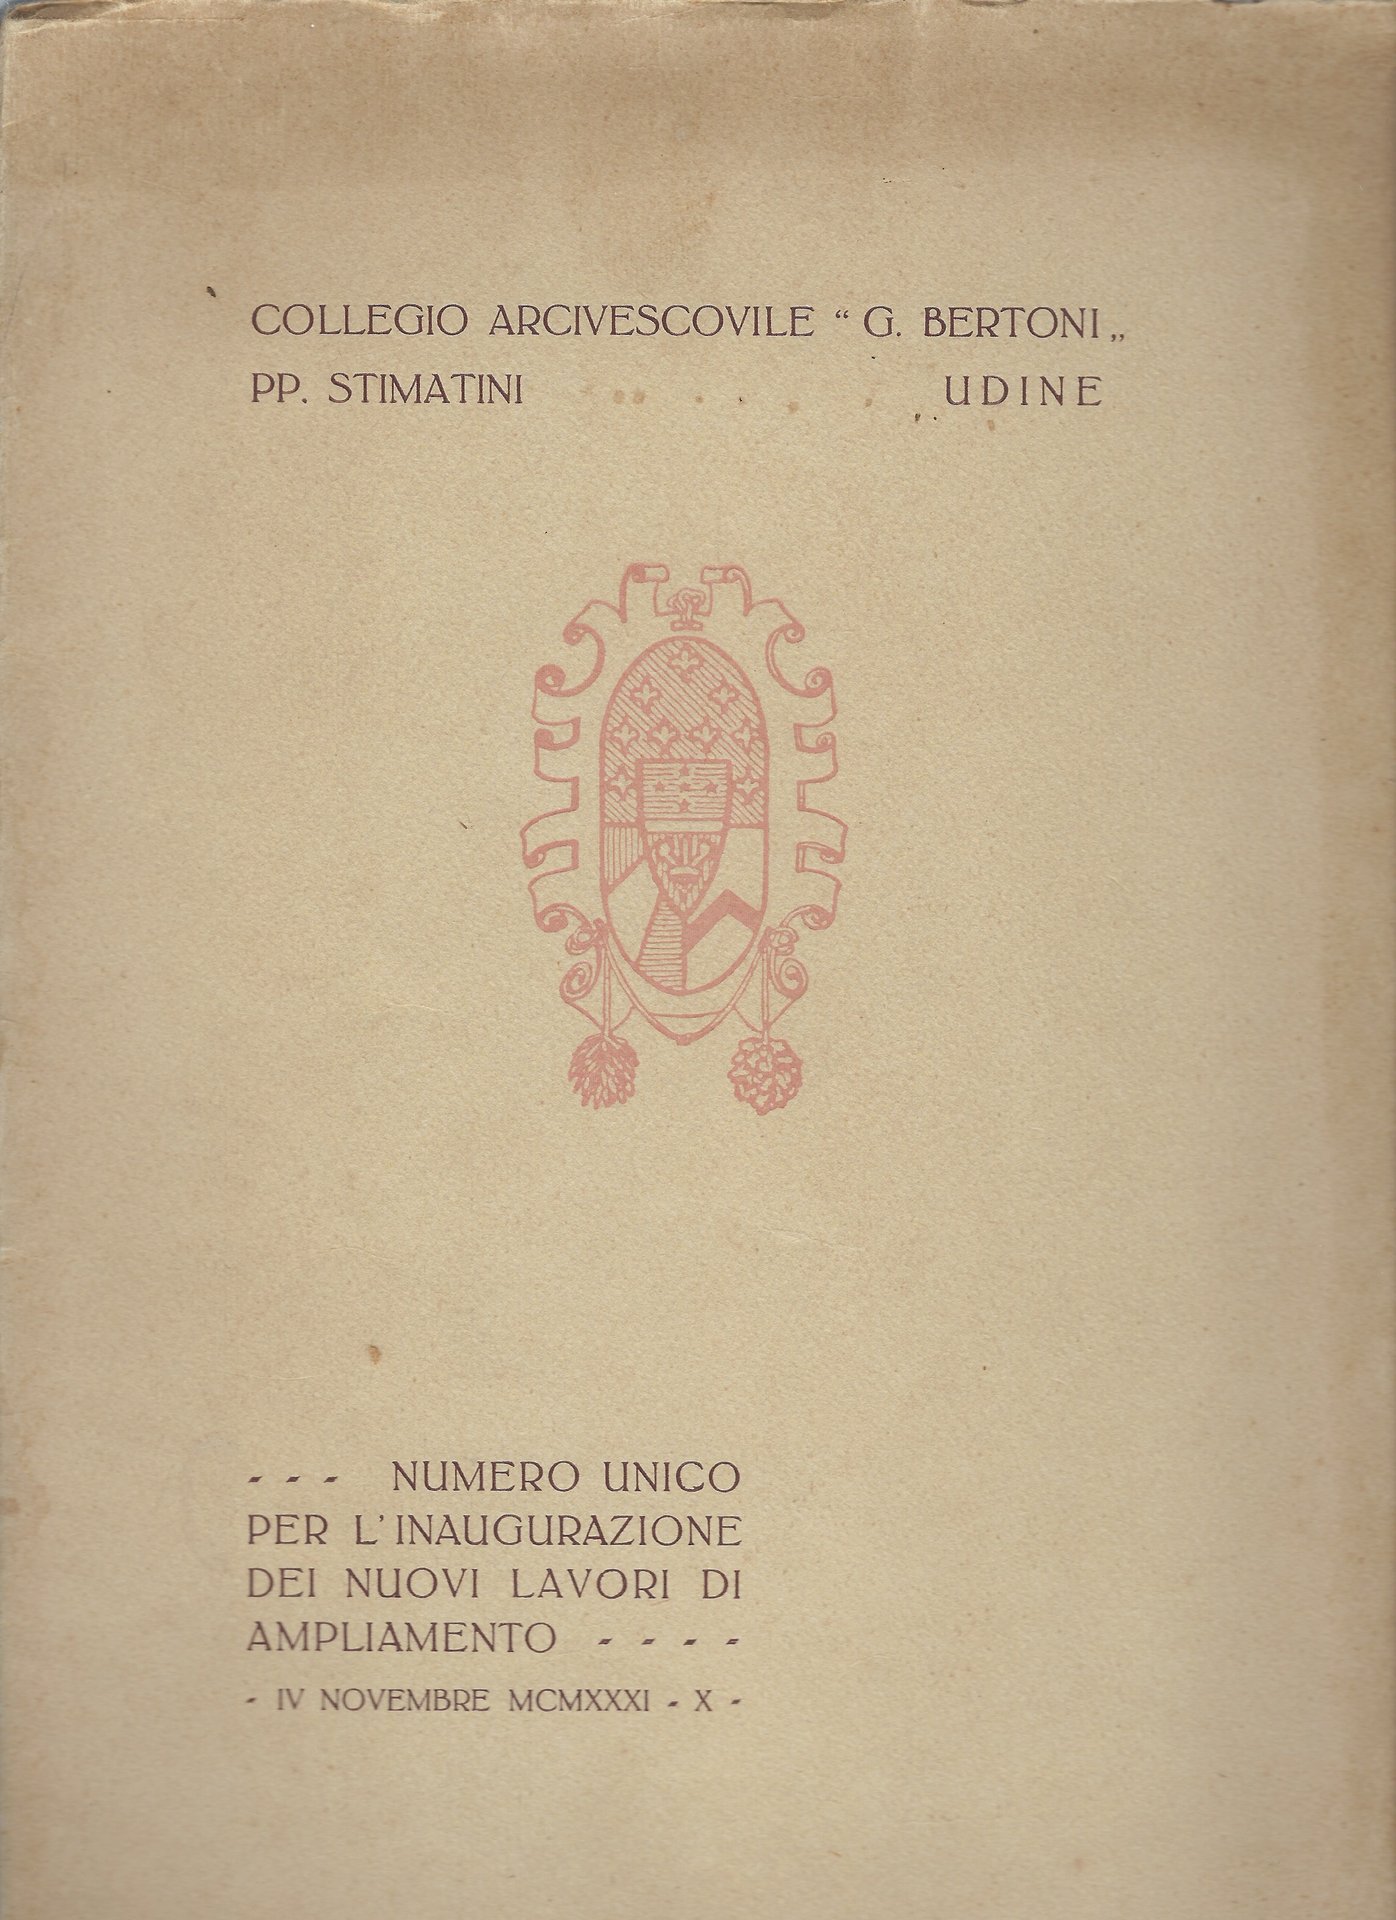 COLLEGIO ARCIVESCOVILE “ G. BERTONI „
PP. STIMATINI UDINE
- - - NUMERO UNICO
PER L'INAUGURAZIONE
DEI NUOVI LAVORI DI
AMPLIAMENTO - - - -
- IV NOVEMBRE MCMXXXI - X -